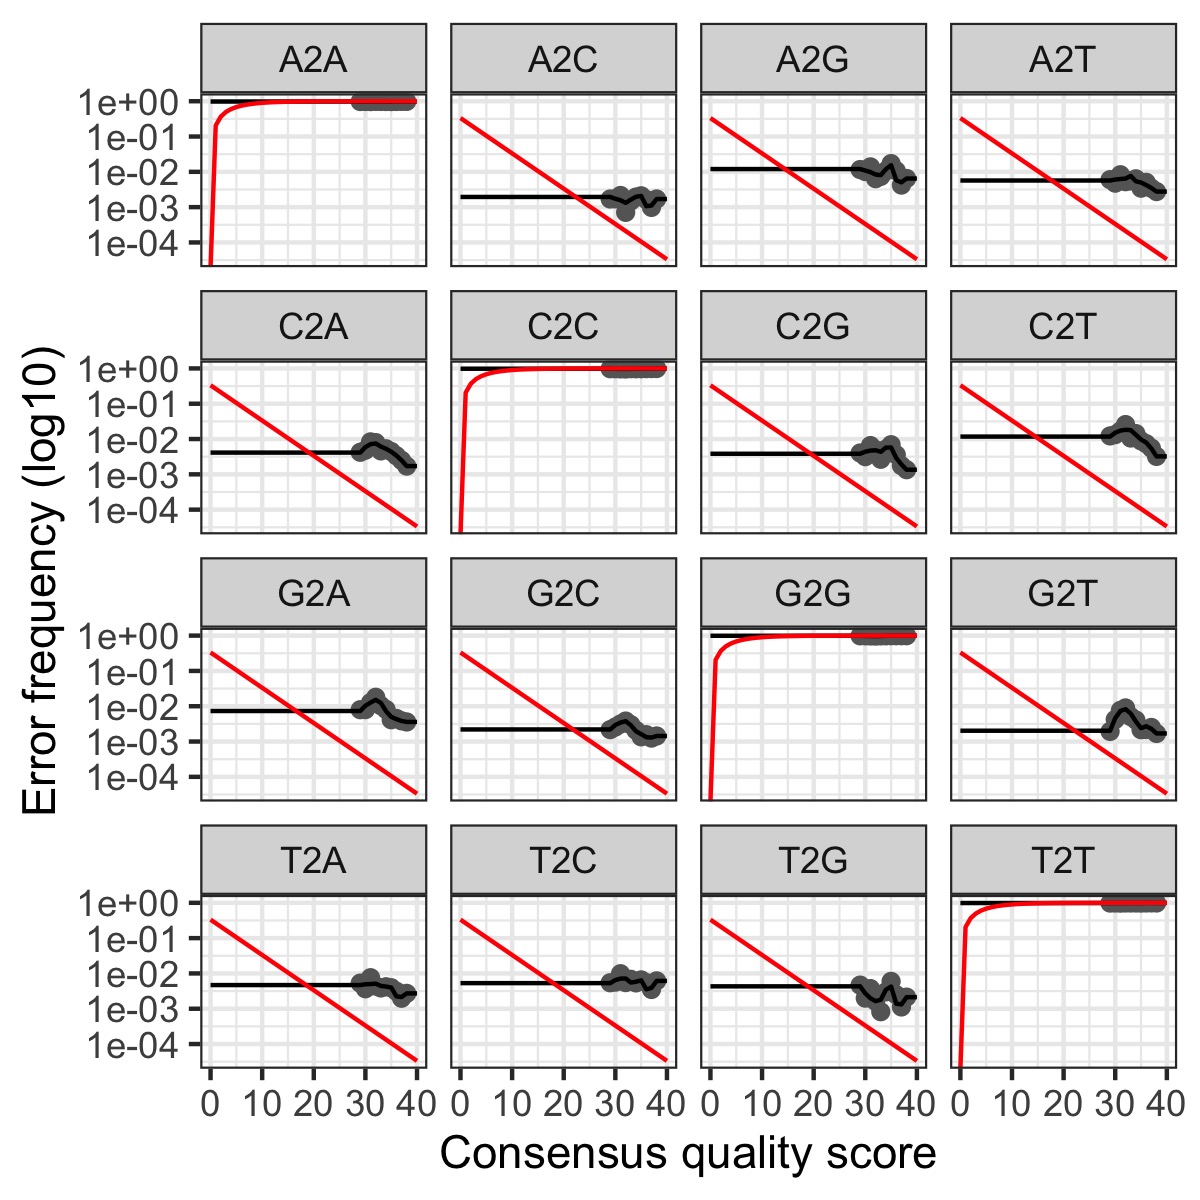 A2A A2C A2G A2T
1e+00
1e-01
1e-02
1e-03
1e-04
C2A C2C C2G C2T
1e+00
1e-01
1e-02
1e-03
1e-04
G2A G2C G2G G2T
1e+00
1e-01
1e-02
1e-03
1e-04
T2A T2C T2G T2T
1e+00
1e-01
1e-02
1e-03
1e-04
0 10 20 30 40 0 10 20 30 40 0 10 20 30 40 0 10 20 30 40
Consensus quality score
Error frequency (log10)